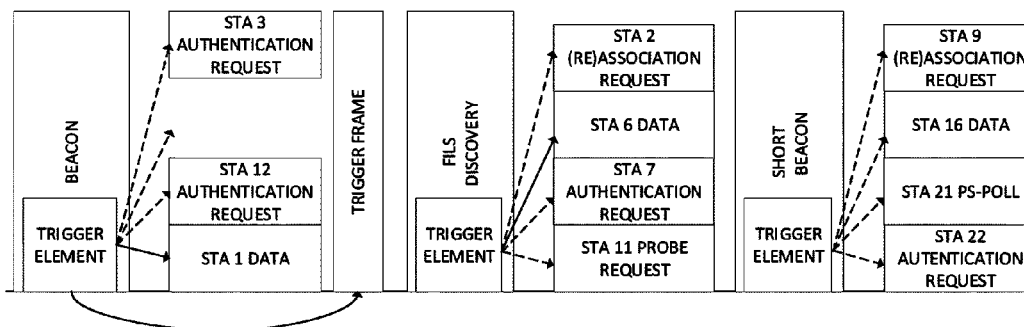 BEACON
TRIGGER
ELEMENT
STA 3
AUTHENTICATION
REQUEST
STA 12
AUTHENTICATION
REQUEST
STA 1 DATA
TRIGGER FRAME
FILS
DISCOVERY
TRIGGER
ELEMENT
STA 2
(RE)ASSOCIATION
REQUEST
STA 6 DATA
STA 7
AUTHENTICATION
REQUEST
STA 11 PROBE
REQUEST
SHORT
BEACON
TRIGGER
ELEMENT
STA 9
(RE)ASSOCIATION
REQUEST
STA 16 DATA
STA 21 PS-POLL
STA 22
AUTENTICATION
REQUEST